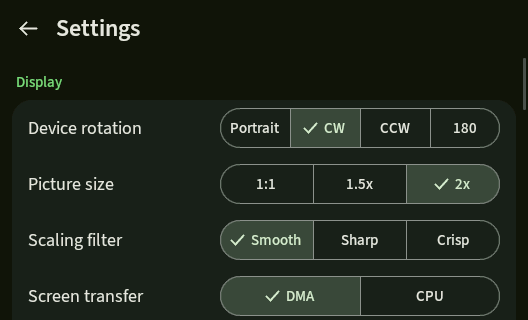 Settings
Display
Device rotation Portrait CW CCW 180
Picture size 1:1 1.5x 2x
Scaling filter Smooth Sharp Crisp
Screen transfer DMA CPU